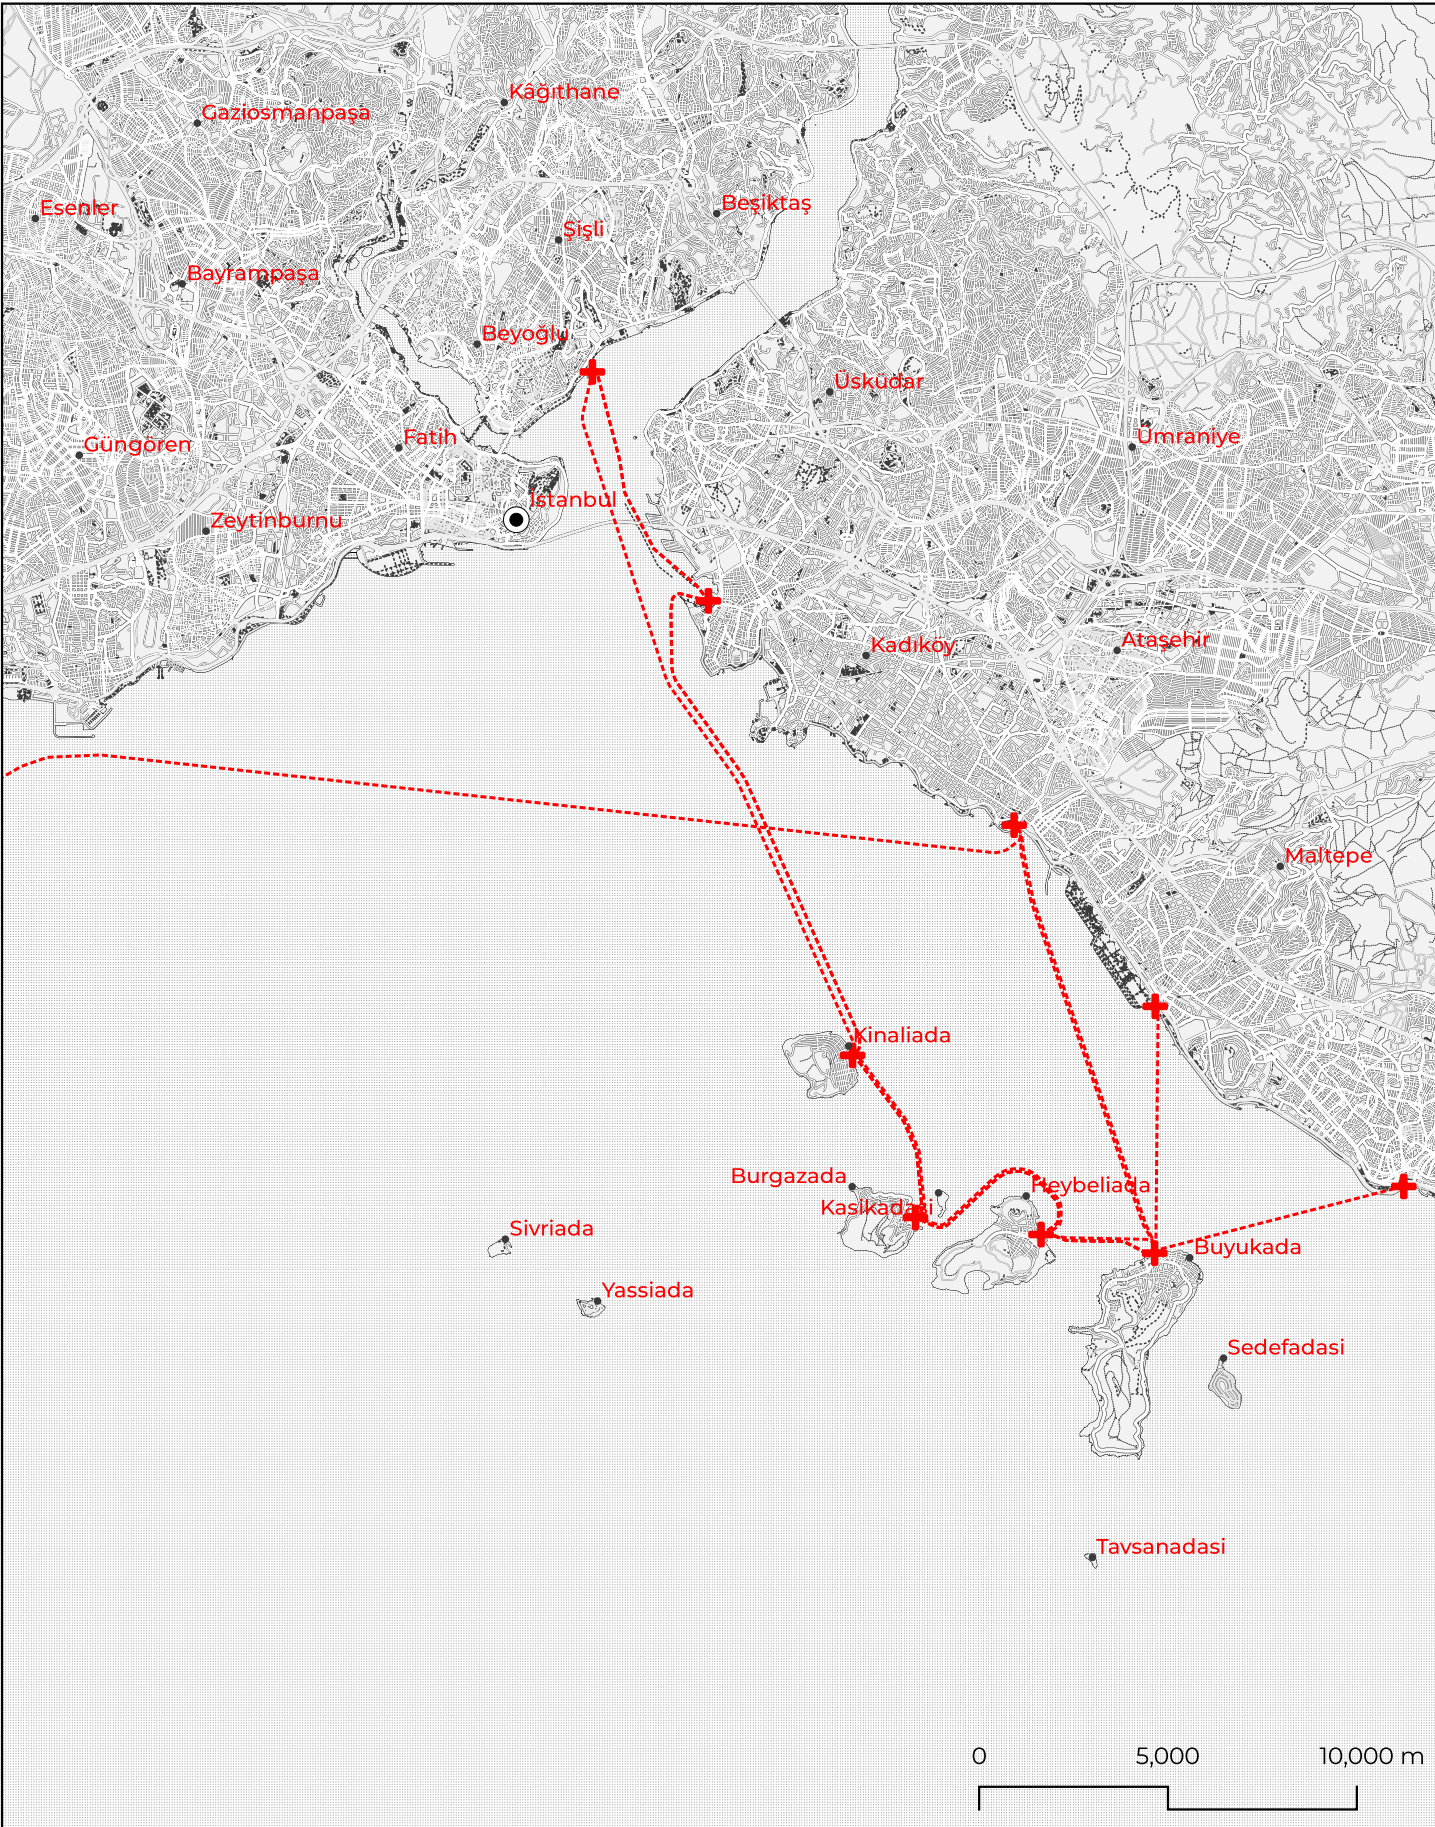 Kâğıthane
Gaziosmanpaşa
Beşiktaş
Esenler
Şişli
Bayrampaşa
Beyoğlu
Üsküdar
Fatih
Ümraniye
Güngören
İstanbul
Zeytinburnu
Ataşehir
Kadıköy
Maltepe
Kinaliada
Burgazada
Heybeliada
Kasikadasi
Sivriada
Buyukada
Yassiada
Sedefadasi
Tavsanadasi
0 5,000 10,000 m